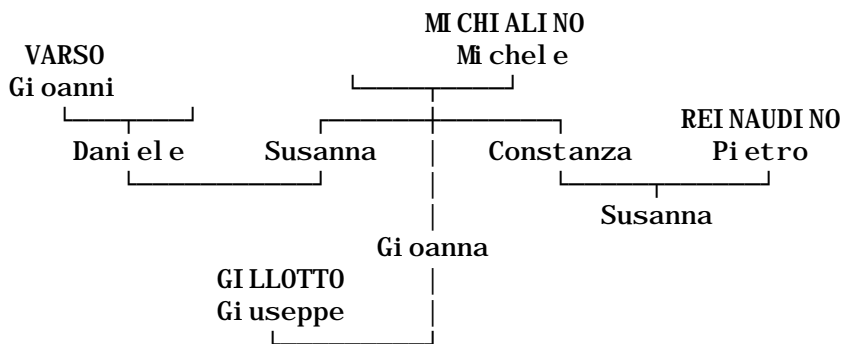 MICHIALINO
VARSO Michele
Gioanni
REINAUDINO
Daniele Susanna Constanza Pietro
Susanna
Gioanna
GILLOTTO
Giuseppe